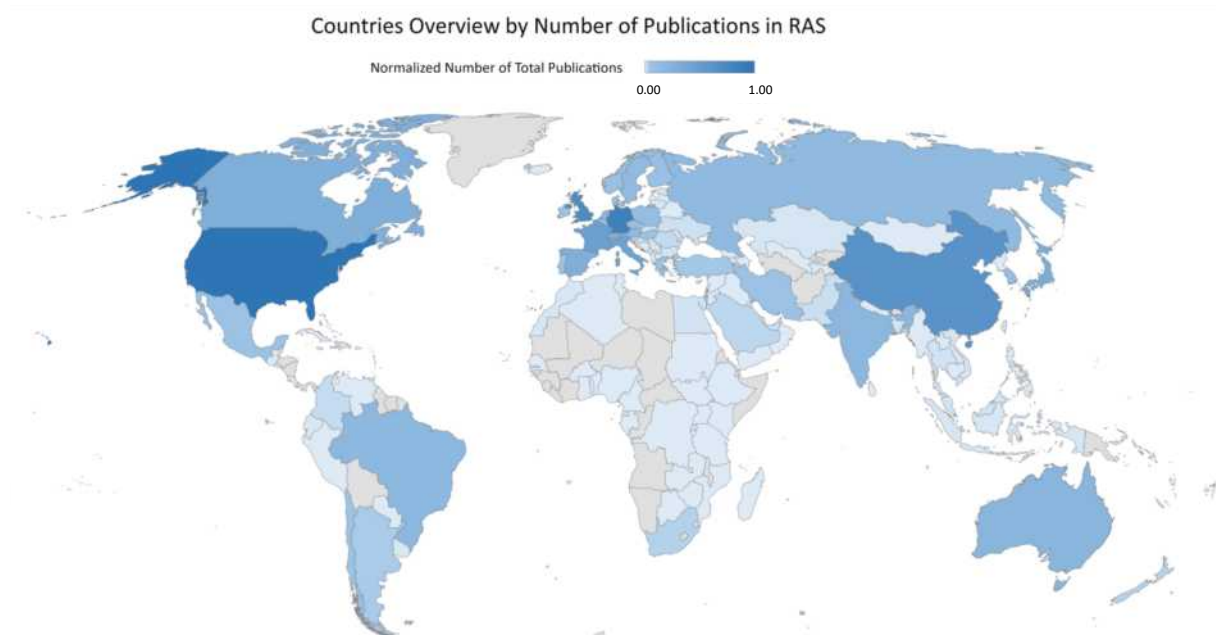 Countries Overview by Number of Publications in RAS
Normalized Number of Total Publications
0.00 1.00